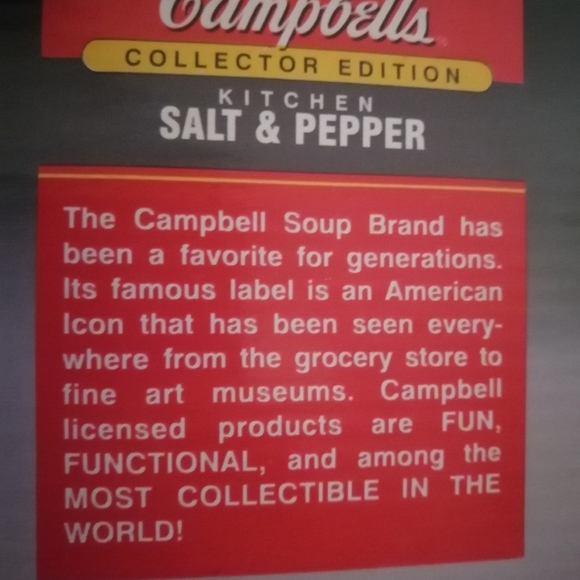 Campbell's
COLLECTOR EDITION
KITCHEN
SALT & PEPPER
The Campbell Soup Brand has
been a favorite for generations.
Its famous label is an American
Icon that has been seen every-
where from the grocery store to
fine art museums. Campbell
licensed products are FUN,
FUNCTIONAL, and among the
MOST COLLECTIBLE IN THE
WORLD!